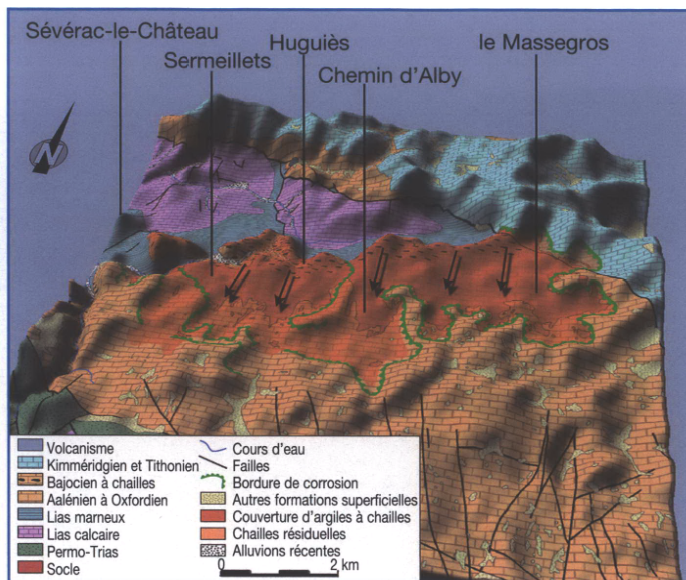 Sévérac-le-Château
Huguiès
le Massegros
Sermeillets
Chemin d'Alby
N
Volcanisme
Kimméridgien et Tithonien
Bajocien à chailles
Aalénien à Oxfordien
Lias marneux
Lias calcaire
Permo-Trias
Socle
Cours d'eau
Failles
Bordure de corrosion
Autres formations superficielles
Couverture d'argiles à chailles
Chailles résiduelles
Alluvions récentes
0 2 km